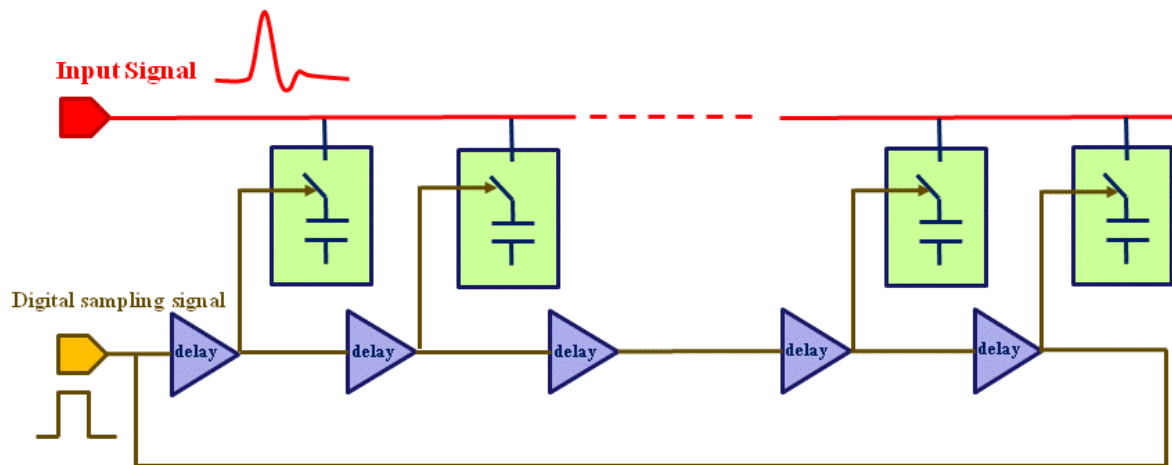 Input Signal
Digital sampling signal
delay
delay
delay
delay
delay